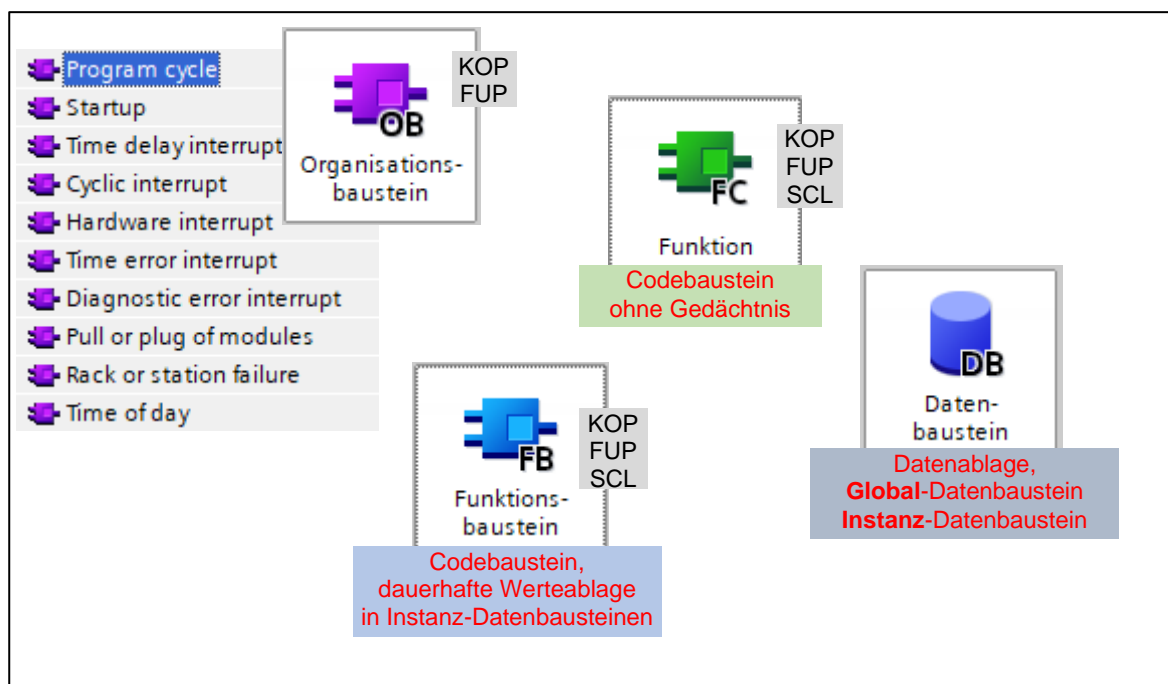 Program cycle
Startup
Time delay interrupt
Cyclic interrupt
Hardware interrupt
Time error interrupt
Diagnostic error interrupt
Pull or plug of modules
Rack or station failure
Time of day
OB
Organisations-
baustein
KOP
FUP
FC
Funktion
KOP
FUP
SCL
Codebaustein
ohne Gedächtnis
FB
Funktions-
baustein
KOP
FUP
SCL
Codebaustein,
dauerhafte Werteablage
in Instanz-Datenbausteinen
DB
Daten-
baustein
Datenablage,
Global-Datenbaustein
Instanz-Datenbaustein